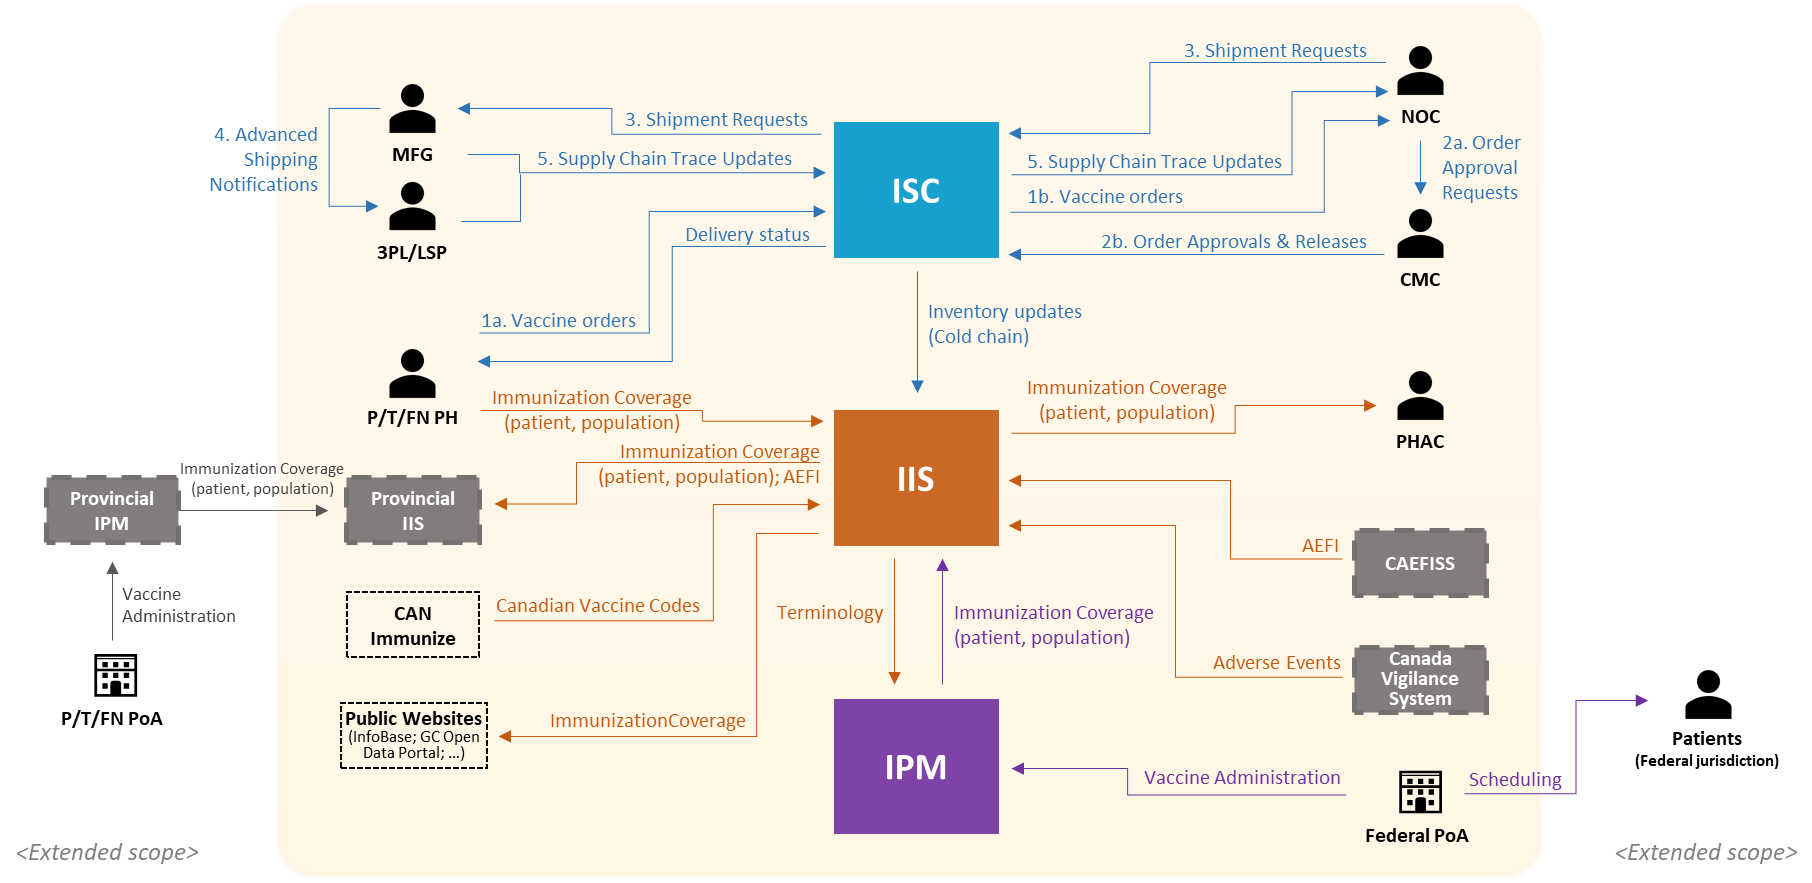 3. Shipment Requests
NOC
3. Shipment Requests
4. Advanced
Shipping
Notifications
MFG
5. Supply Chain Trace Updates
ISC
5. Supply Chain Trace Updates
2a. Order
Approval
Requests
1b. Vaccine orders
3PL/LSP
Delivery status
2b. Order Approvals & Releases
CMC
1a. Vaccine orders
Inventory updates
(Cold chain)
P/T/FN PH
Immunization Coverage
(patient, population)
Immunization Coverage
(patient, population)
PHAC
Immunization Coverage
(patient, population); AEFI
IIS
Immunization Coverage
(patient, population)
Provincial
IPM
Provincial
IIS
AEFI
CAEFISS
Vaccine
Administration
CAN
Immunize
Canadian Vaccine Codes
Terminology
Immunization Coverage
(patient, population)
Adverse Events
Canada
Vigilance
System
P/T/FN PoA
Public Websites
(InfoBase; GC Open
Data Portal; ...)
ImmunizationCoverage
IPM
Vaccine Administration
Scheduling
Patients
(Federal jurisdiction)
Federal PoA
<Extended scope>
<Extended scope>